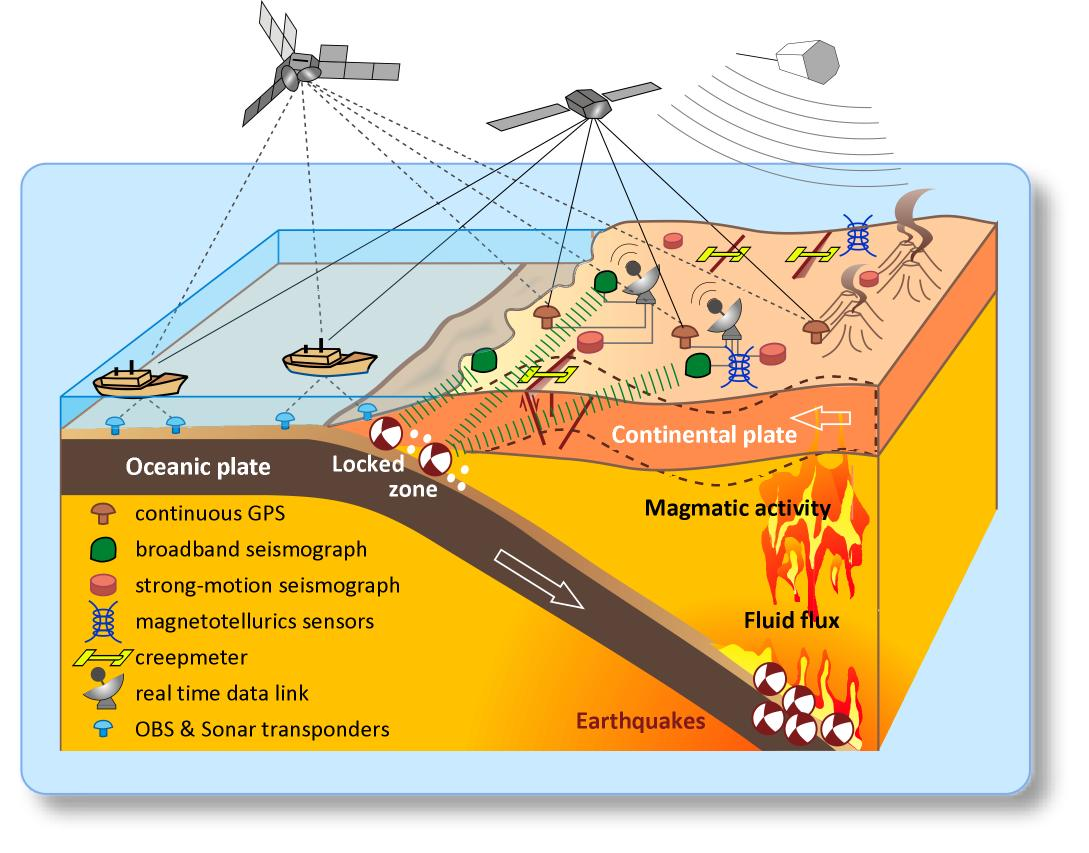 Continental plate
Oceanic plate
Locked
zone
Magmatic activity
continuous GPS
broadband seismograph
strong-motion seismograph
magnetotellurics sensors
Fluid flux
creepmeter
real time data link
Earthquakes
OBS & Sonar transponders